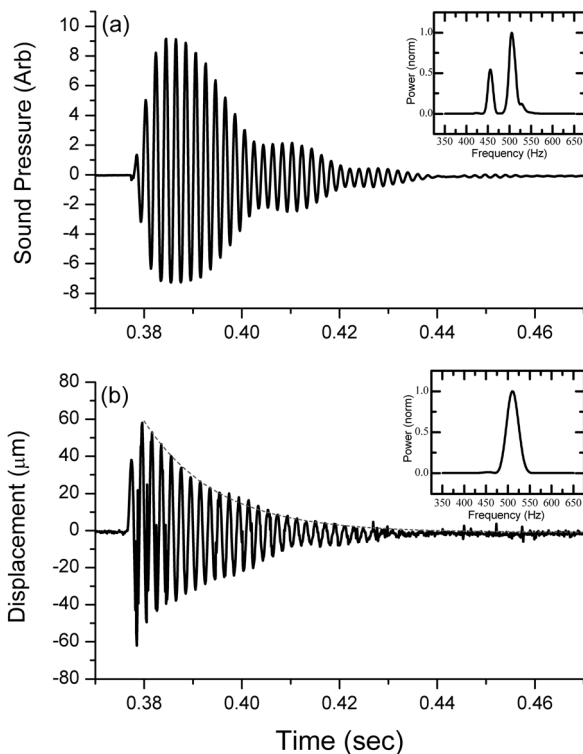 (a)
Sound Pressure (Arb)
10
8
6
4
2
0
-2
-4
-6
-8
0.38 0.40 0.42 0.44 0.46
Power (norm)
1.0
0.5
0.0
350 400 450 500 550 600 650
Frequency (Hz)
(b)
Displacement (μm)
80
60
40
20
0
-20
-40
-60
-80
0.38 0.40 0.42 0.44 0.46
Time (sec)
Power (norm)
1.0
0.5
0.0
350 400 450 500 550 600 650
Frequency (Hz)